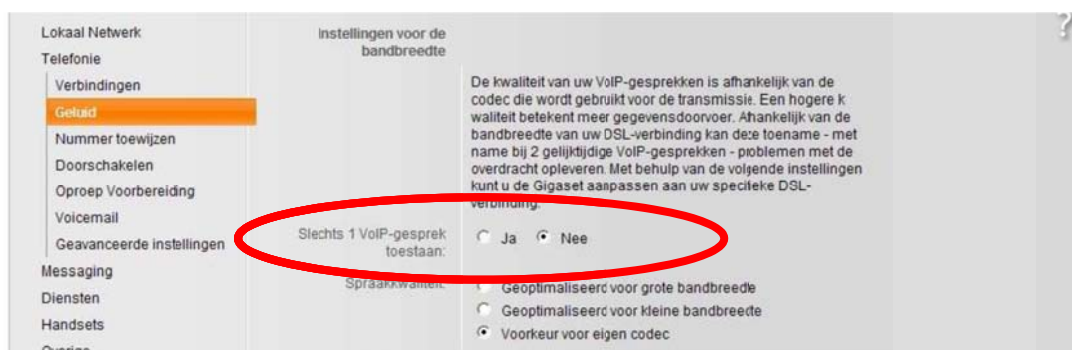 Lokaal Netwerk
Telefonie
Verbindingen
Geluid
Nummer toewijzen
Doorschakelen
Oproep Voorbereiding
Voicemail
Geavanceerde instellingen
Messaging
Diensten
Handsets
Overige
Instellingen voor de
bandbreedte
De kwaliteit van uw VoIP-gesprekken is afhankelijk van de
codec die wordt gebruikt voor de transmissie. Een hogere k
waliteit betekent meer gegevensdoorvoer. Afhankelijk van de
bandbreedte van uw DSL-verbinding kan deze toename - met
name bij 2 gelijktijdige VoIP-gesprekken - problemen met de
overdracht opleveren. Met behulp van de volgende instellingen
kunt u de Gigaset aanpassen aan uw specifieke DSL-
verbinding.
Slechts 1 VoIP-gesprek
toestaan:
Ja Nee
Spraakkwaliteit:
Geoptimaliseerd voor grote bandbreedte
Geoptimaliseerd voor kleine bandbreedte
Voorkeur voor eigen codec
?